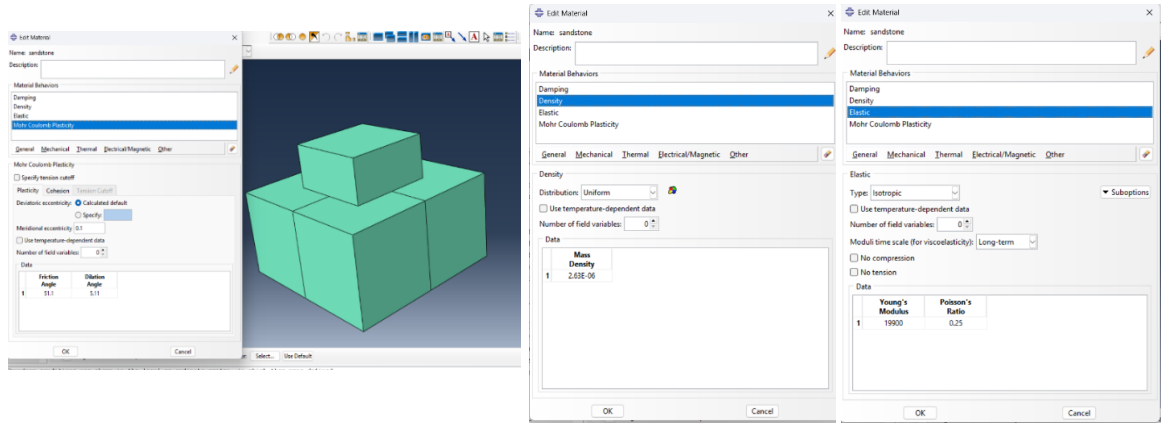 Edit Material
Name: sandstone
Description:
Material Behaviors
Damping
Density
Elastic
Mohr Coulomb Plasticity
General Mechanical Thermal Electrical/Magnetic Other
Mohr Coulomb Plasticity
Specify tension cutoff
Plasticity Cohesion Tension Cutoff
Deviatoric eccentricity: Calculated default
Specify:
Meridional eccentricity 0.1
Use temperature-dependent data
Number of field variables: 0
Data
Friction Dilation
Angle Angle
1 31.1 5.11
OK Cancel
Select... Use Default
Edit Material
Name: sandstone
Description:
Material Behaviors
Damping
Density
Elastic
Mohr Coulomb Plasticity
General Mechanical Thermal Electrical/Magnetic Other
Density
Distribution: Uniform
Use temperature-dependent data
Number of field variables: 0
Data
Mass
Density
1 2.63E-06
OK Cancel
Edit Material
Name: sandstone
Description:
Material Behaviors
Damping
Density
Elastic
Mohr Coulomb Plasticity
General Mechanical Thermal Electrical/Magnetic Other
Elastic
Type: Isotropic Suboptions
Use temperature-dependent data
Number of field variables: 0
Moduli time scale (for viscoelasticity): Long-term
No compression
No tension
Data
Young's Poisson's
Modulus Ratio
1 19900 0.25
OK Cancel